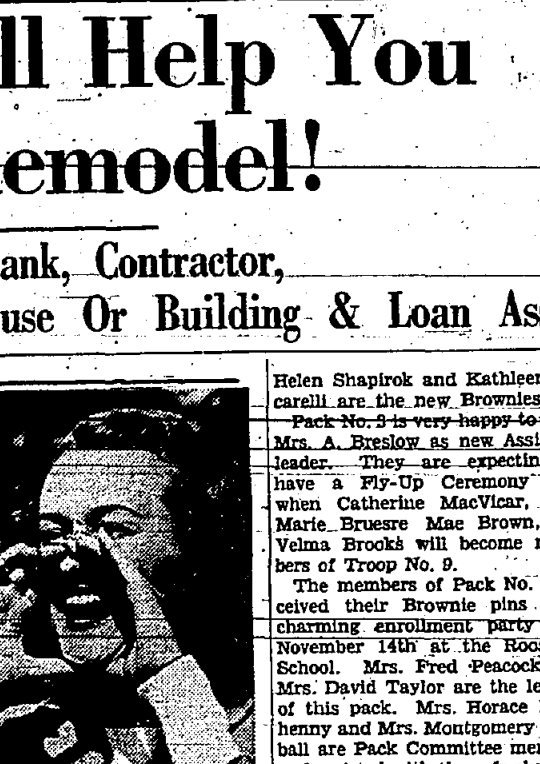 ll Help You
emodel!
ank, Contractor,
use Or Building & Loan As
Helen Shapirok and Kathleen
carelli are the new Brownies
Pack No. 3 is very happy to
Mrs. A. Breslow as new Assi
leader. They are expectin
have a Fly-Up Ceremony
when Catherine MacVicar,
Marie Bruesre Mae Brown,
Velma Brooks will become
bers of Troop No. 9.
The members of Pack No.
ceived their Brownie pins
charming enrollment party
November 14th at the Roos
School. Mrs. Fred Peacock
Mrs. David Taylor are the le
of this pack. Mrs. Horace
henny and Mrs. Montgomery
ball are Pack Committee mem